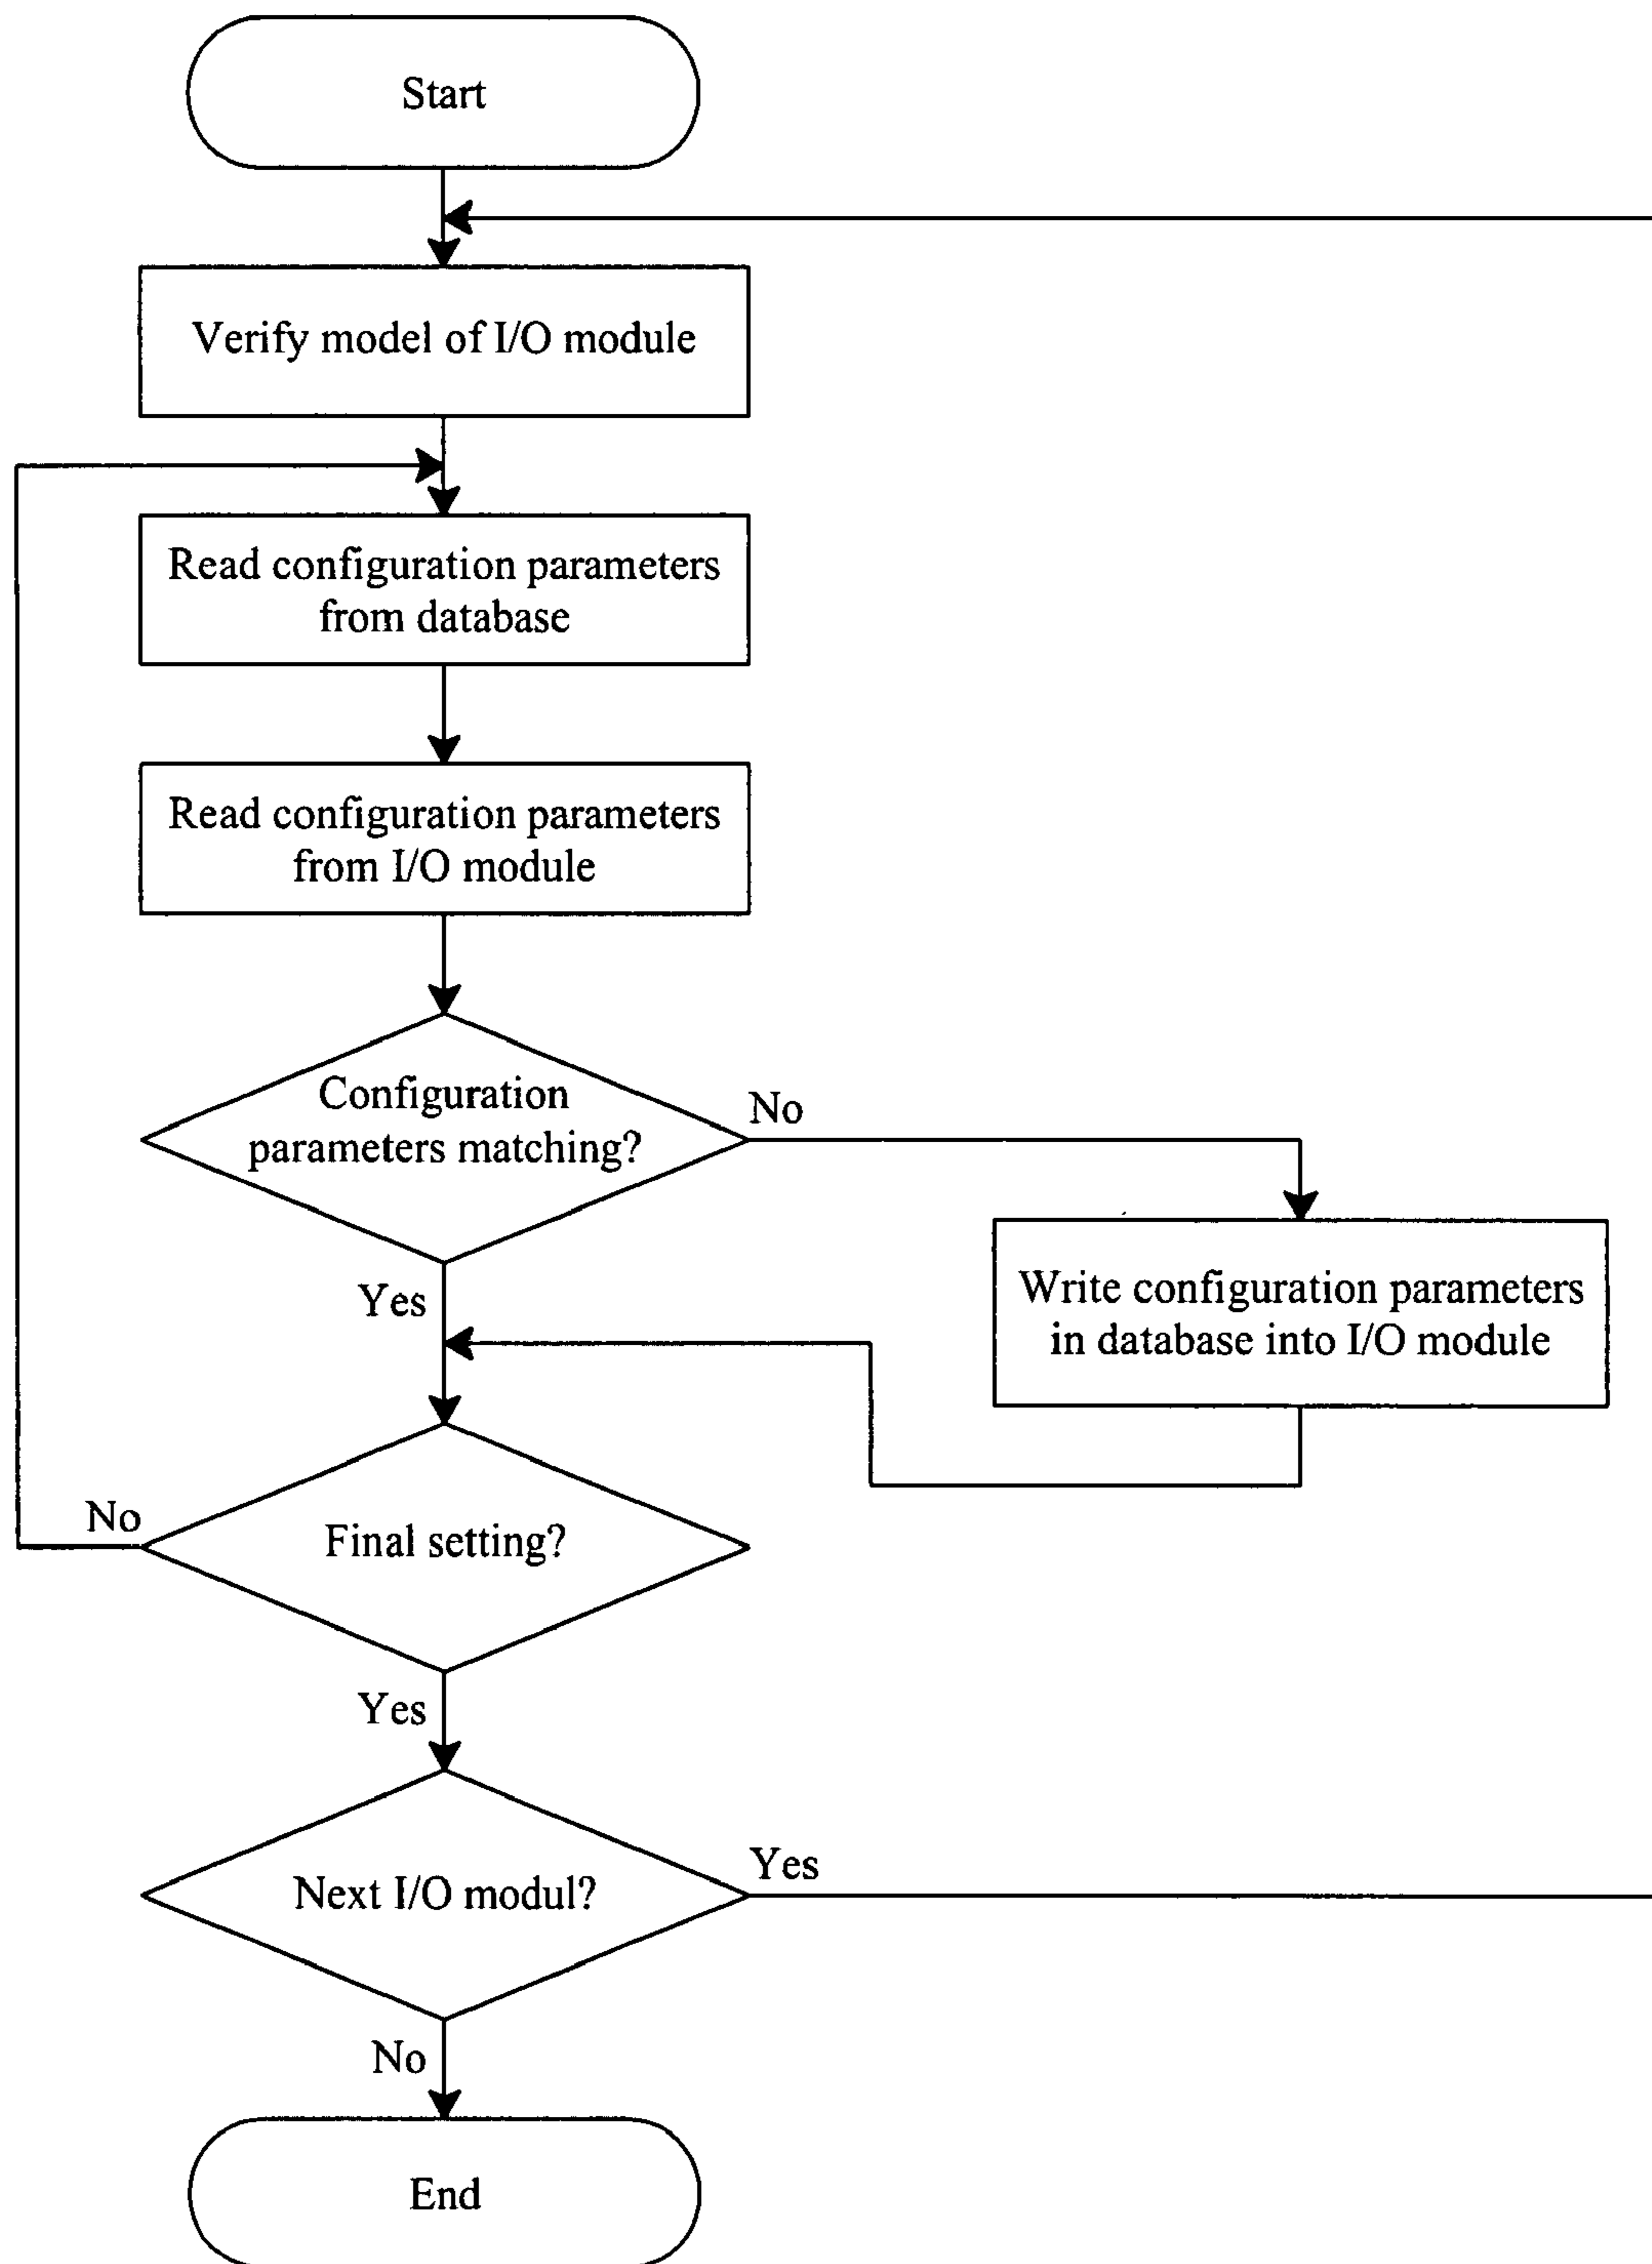 Start
Verify model of I/O module
Read configuration parameters
from database
Read configuration parameters
from I/O module
Configuration
parameters matching?
No
Yes
Write configuration parameters
in database into I/O module
No
Final setting?
Yes
Next I/O modul?
Yes
No
End